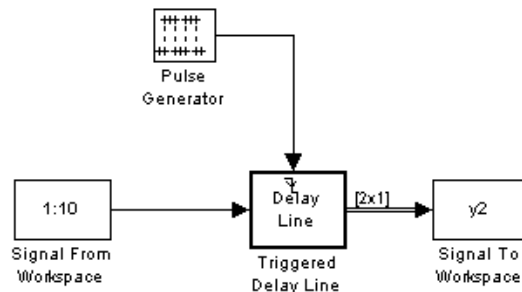 Pulse
Generator
1:10
Delay
Line
[2x1]
y2
Signal From
Workspace
Triggered
Delay Line
Signal To
Workspace